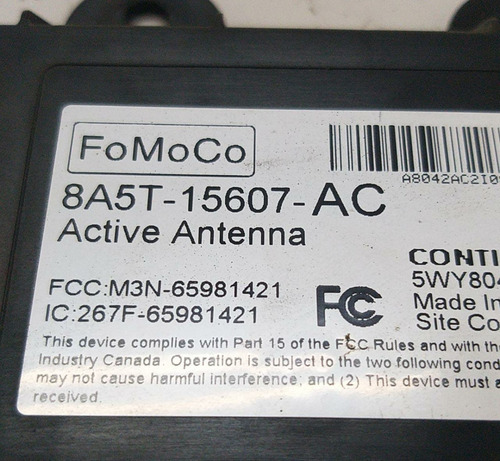 FoMoCo
A8042AC2I0
8A5T-15607-AC
Active Antenna
CONTI
5WY804
FCC:M3N-65981421
Made In
IC:267F-65981421
FC
Site Co
This device complies with Part 15 of the FCC Rules and with the
Industry Canada. Operation is subject to the two following cond
may not cause harmful interference; and (2) This device must a
received.